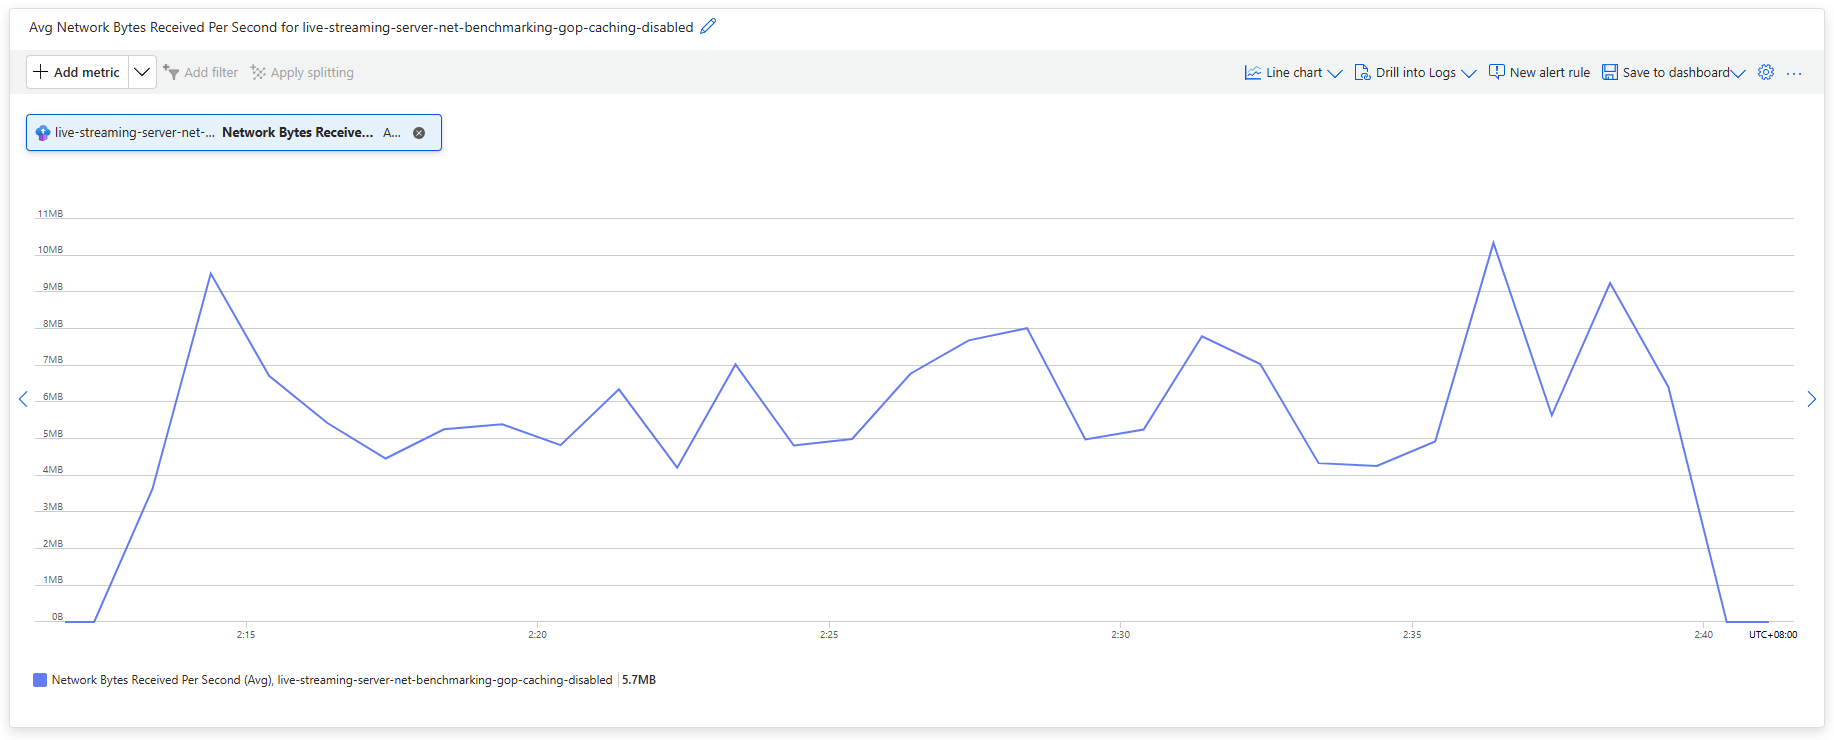 Avg Network Bytes Received Per Second for live-streaming-server-net-benchmarking-gop-caching-disabled
Add metric Add filter Apply splitting Line chart Drill into Logs New alert rule Save to dashboard ...
live-streaming-server-net-... Network Bytes Receive... A...
11MB
10MB
9MB
8MB
7MB
6MB
5MB
4MB
3MB
2MB
1MB
0B
2:15 2:20 2:25 2:30 2:35 2:40 UTC+08:00
Network Bytes Received Per Second (Avg), live-streaming-server-net-benchmarking-gop-caching-disabled 5.7MB